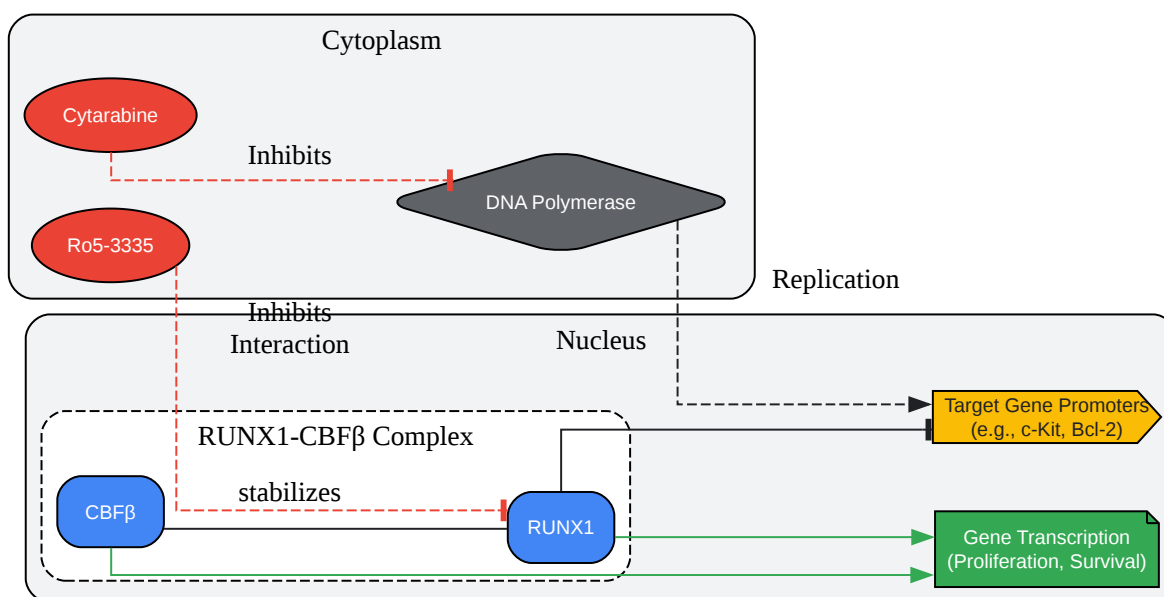 Cytoplasm
Cytarabine
Inhibits
DNA Polymerase
Ro5-3335
Replication
Inhibits
Interaction
Nucleus
Target Gene Promoters
(e.g., c-Kit, Bcl-2)
RUNX1-CBFβ Complex
stabilizes
CBFβ
RUNX1
Gene Transcription
(Proliferation, Survival)